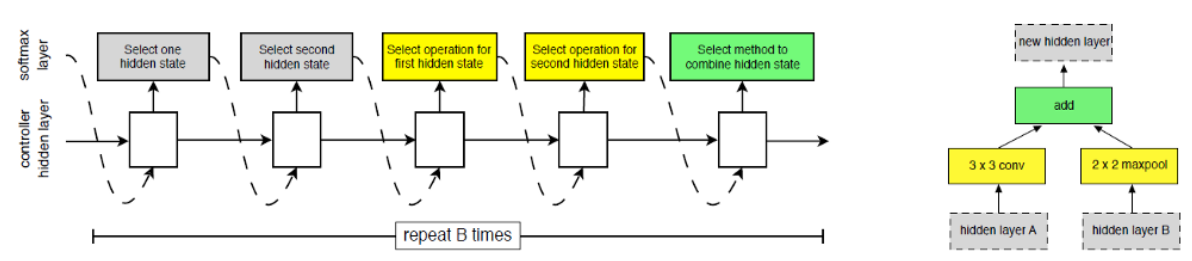 softmax
layer
controller
hidden layer
Select one
hidden state
Select second
hidden state
Select operation for
first hidden state
Select operation for
second hidden state
Select method to
combine hidden state
repeat B times
new hidden layer
add
3 x 3 conv
2 x 2 maxpool
hidden layer A
hidden layer B